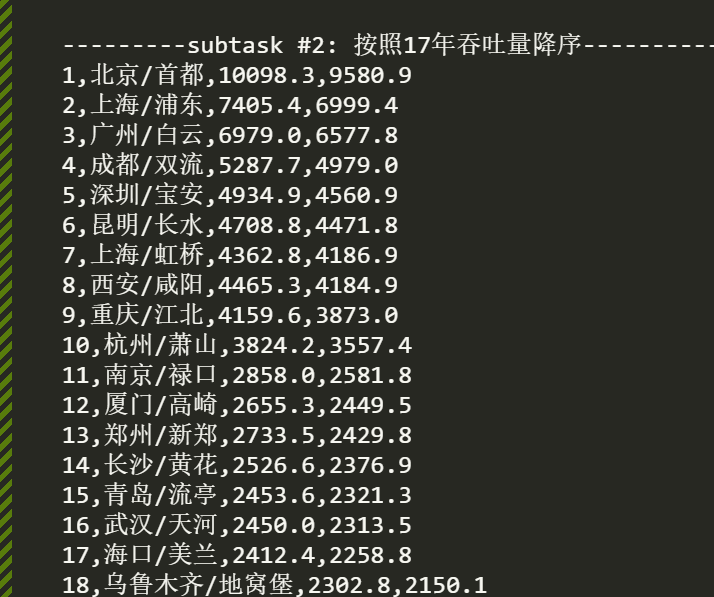 ---------subtask #2: 按照17年吞吐量降序----------
1,北京/首都,10098.3,9580.9
2,上海/浦东,7405.4,6999.4
3,广州/白云,6979.0,6577.8
4,成都/双流,5287.7,4979.0
5,深圳/宝安,4934.9,4560.9
6,昆明/长水,4708.8,4471.8
7,上海/虹桥,4362.8,4186.9
8,西安/咸阳,4465.3,4184.9
9,重庆/江北,4159.6,3873.0
10,杭州/萧山,3824.2,3557.4
11,南京/禄口,2858.0,2581.8
12,厦门/高崎,2655.3,2449.5
13,郑州/新郑,2733.5,2429.8
14,长沙/黄花,2526.6,2376.9
15,青岛/流亭,2453.6,2321.3
16,武汉/天河,2450.0,2313.5
17,海口/美兰,2412.4,2258.8
18,乌鲁木齐/地窝堡,2302.8,2150.1